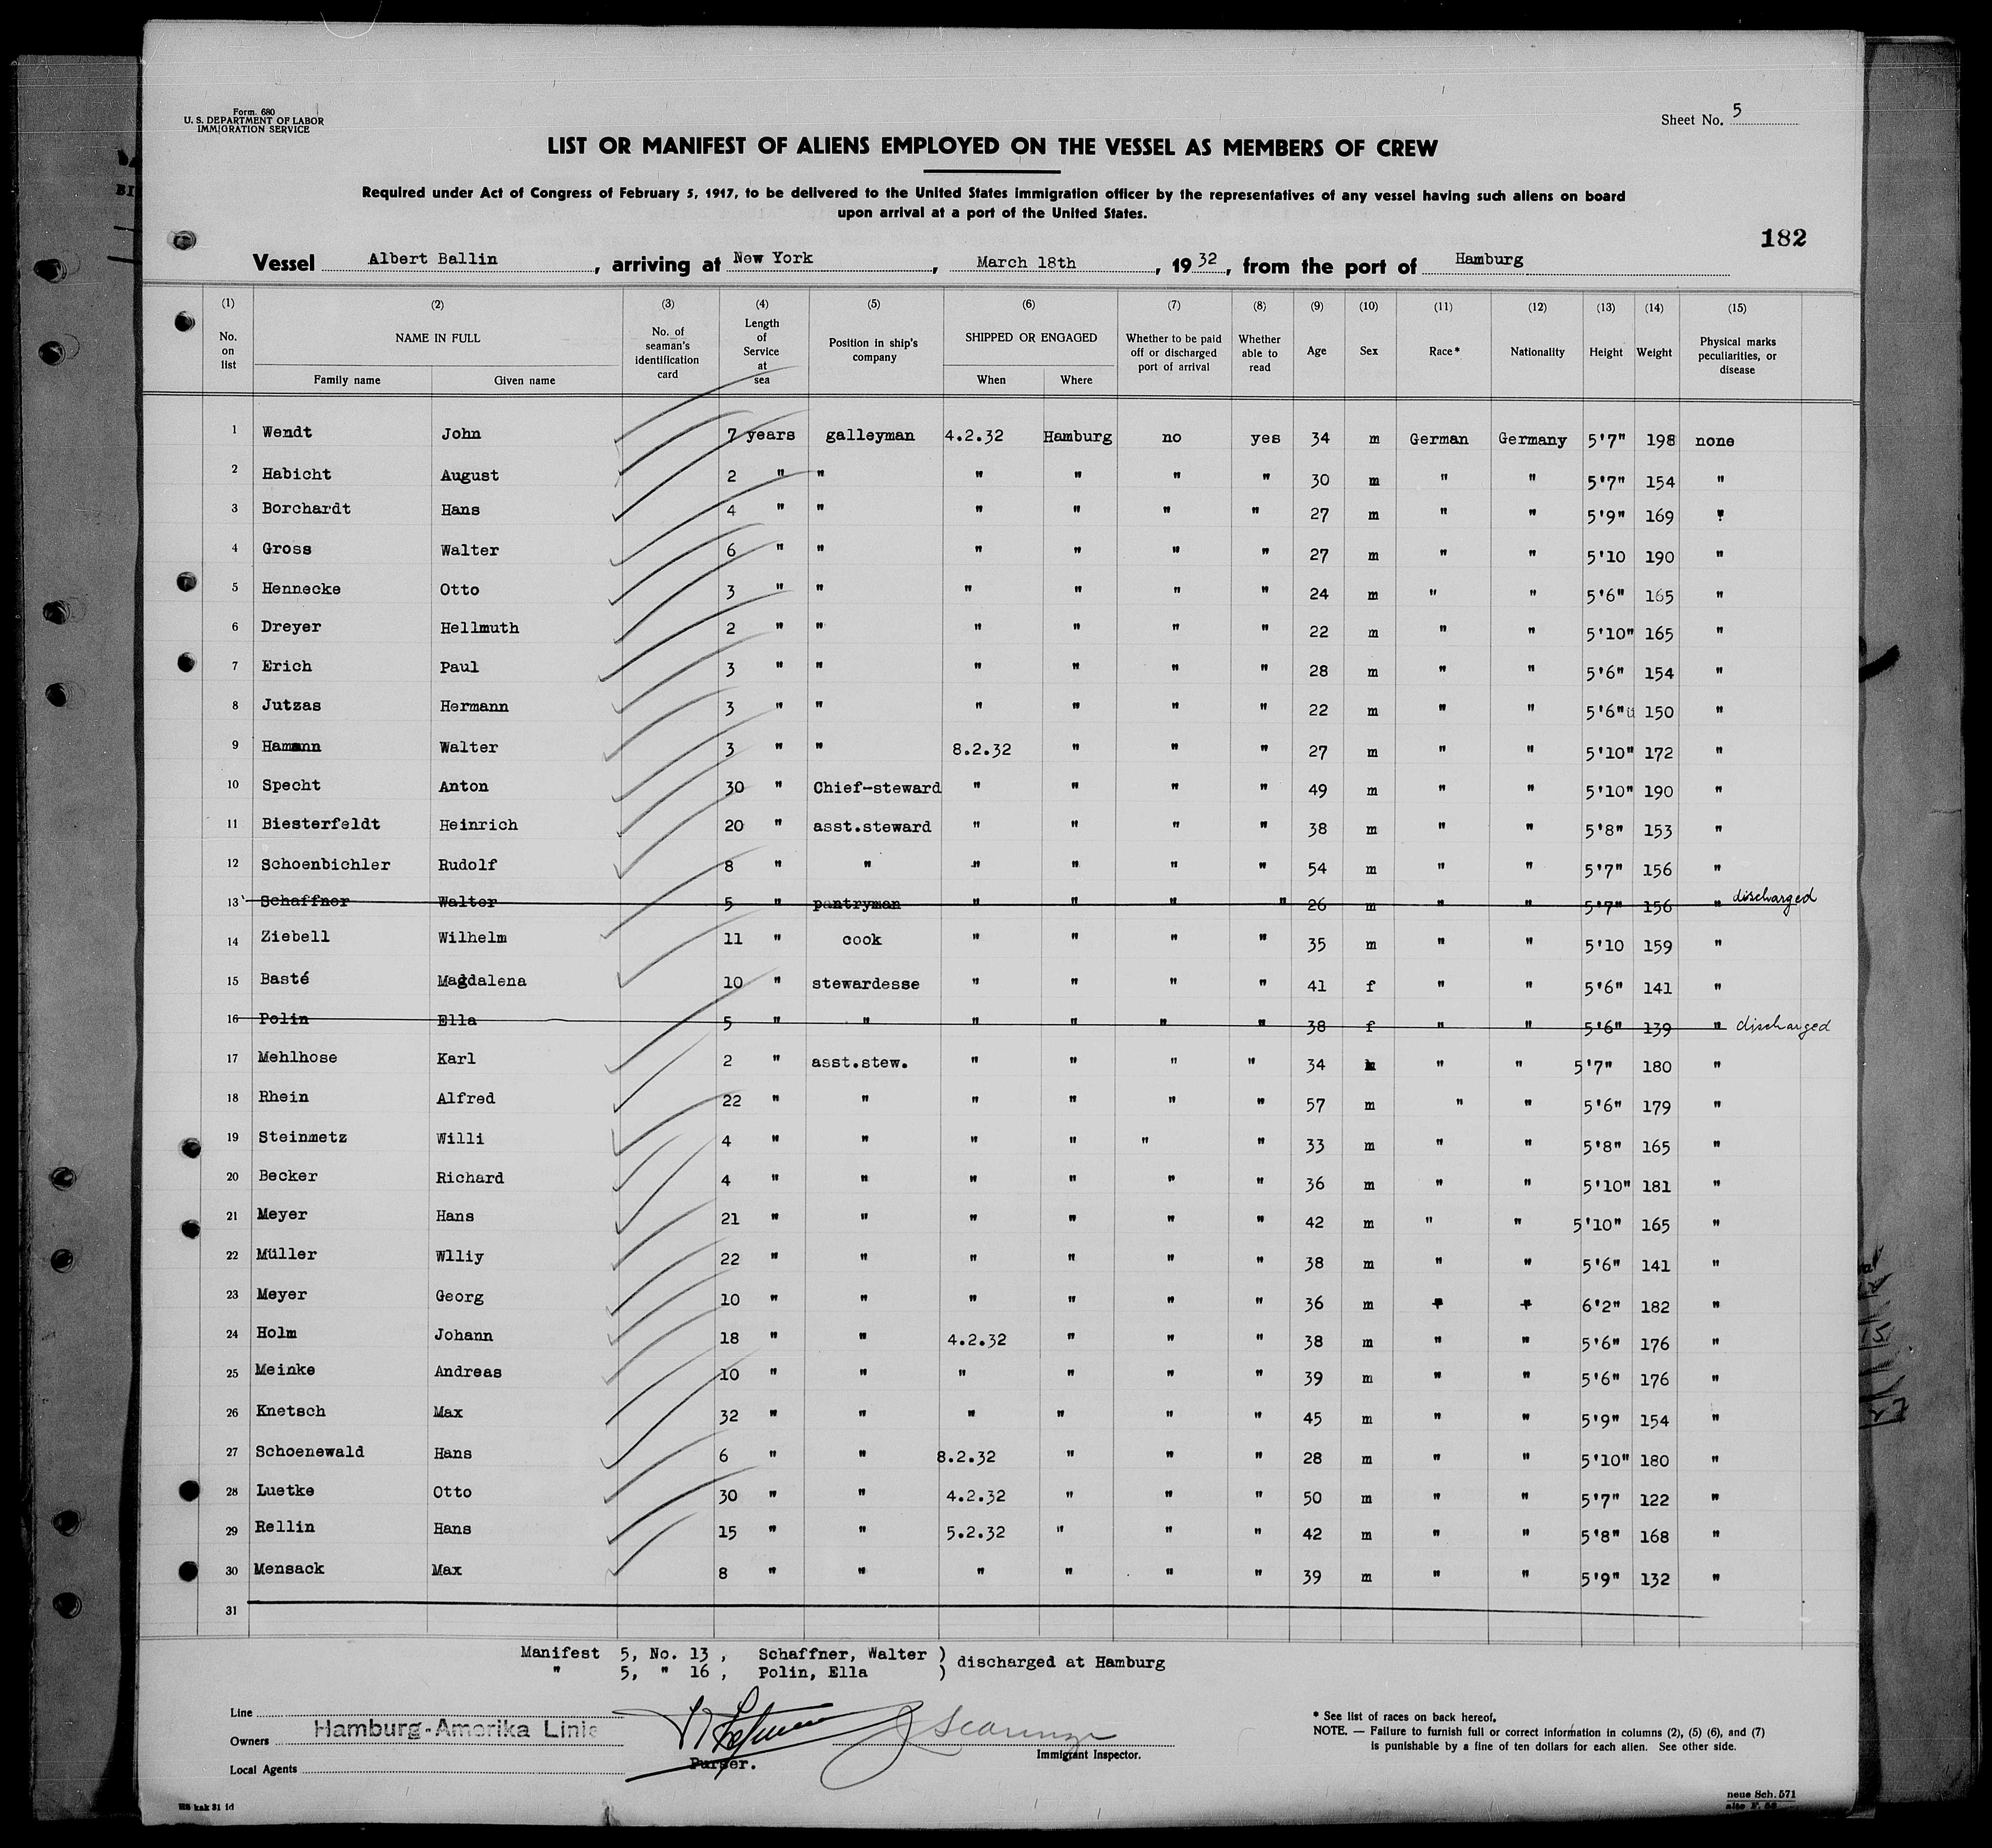 Form 680
U. S. DEPARTMENT OF LABOR
IMMIGRATION SERVICE
Sheet No. 5
LIST OR MANIFEST OF ALIENS EMPLOYED ON THE VESSEL AS MEMBERS OF CREW
Required under Act of Congress of February 5, 1917, to be delivered to the United States immigration officer by the representatives of any vessel having such aliens on board
upon arrival at a port of the United States.
182
Vessel Albert Ballin, arriving at New York, March 18th, 1932, from the port of Hamburg
(1) (2) (3) (4) (5) (6) (7) (8) (9) (10) (11) (12) (13) (14) (15)
No. on list NAME IN FULL Family name Given name No. of seaman's identification card Length of Service at sea Position in ship's company SHIPPED OR ENGAGED When Where Whether to be paid off or discharged port of arrival Whether able to read Age Sex Race* Nationality Height Weight Physical marks peculiarities, or disease
1 Wendt John 7 years galleyman 4.2.32 Hamburg no yes 34 m German Germany 5'7" 198 none
2 Habicht August 2 " " " " " " 30 m " " 5'7" 154 "
3 Borchardt Hans 4 " " " " " " 27 m " " 5'9" 169 "
4 Gross Walter 6 " " " " " " 27 m " " 5'10 190 "
5 Hennecke Otto 3 " " " " " " 24 m " " 5'6" 165 "
6 Dreyer Hellmuth 2 " " " " " " 22 m " " 5'10" 165 "
7 Erich Paul 3 " " " " " " 28 m " " 5'6" 154 "
8 Jutzas Hermann 3 " " " " " " 22 m " " 5'6" 150 "
9 Hamann Walter 3 " " 8.2.32 " " " 27 m " " 5'10" 172 "
10 Specht Anton 30 " Chief-steward " " " " 49 m " " 5'10" 190 "
11 Biesterfeldt Heinrich 20 " asst.steward " " " " 38 m " " 5'8" 153 "
12 Schoenbichler Rudolf 8 " " " " " " 54 m " " 5'7" 156 "
13 Schaffner Walter 5 " pantryman " " " " 26 m " " 5'7" 156 " discharged
14 Ziebell Wilhelm 11 " cook " " " " 35 m " " 5'10 159 "
15 Basté Magdalena 10 " stewardesse " " " " 41 f " " 5'6" 141 "
16 Polin Ella 5 " " " " " " 38 f " " 5'6" 139 " discharged
17 Mehlhose Karl 2 " asst.stew. " " " " 34 m " " 5'7" 180 "
18 Rhein Alfred 22 " " " " " " 57 m " " 5'6" 179 "
19 Steinmetz Willi 4 " " " " " " 33 m " " 5'8" 165 "
20 Becker Richard 4 " " " " " " 36 m " " 5'10" 181 "
21 Meyer Hans 21 " " " " " " 42 m " " 5'10" 165 "
22 Müller Wlliy 22 " " " " " " 38 m " " 5'6" 141 "
23 Meyer Georg 10 " " " " " " 36 m " " 6'2" 182 "
24 Holm Johann 18 " " 4.2.32 " " " 38 m " " 5'6" 176 "
25 Meinke Andreas 10 " " " " " " 39 m " " 5'6" 176 "
26 Knetsch Max 32 " " " " " " 45 m " " 5'9" 154 "
27 Schoenewald Hans 6 " " 8.2.32 " " " 28 m " " 5'10" 180 "
28 Luetke Otto 30 " " 4.2.32 " " " 50 m " " 5'7" 122 "
29 Rellin Hans 15 " " 5.2.32 " " " 42 m " " 5'8" 168 "
30 Mensack Max 8 " " " " " " 39 m " " 5'9" 132 "
31
Manifest 5, No. 13, Schaffner, Walter )
" 5, " 16, Polin, Ella ) discharged at Hamburg
Line
Owners Hamburg-Amerika Linie
Local Agents
Purser.
Immigrant Inspector.
* See list of races on back hereof.
NOTE. — Failure to furnish full or correct information in columns (2), (5) (6), and (7)
is punishable by a fine of ten dollars for each alien. See other side.
neue Sch. 571